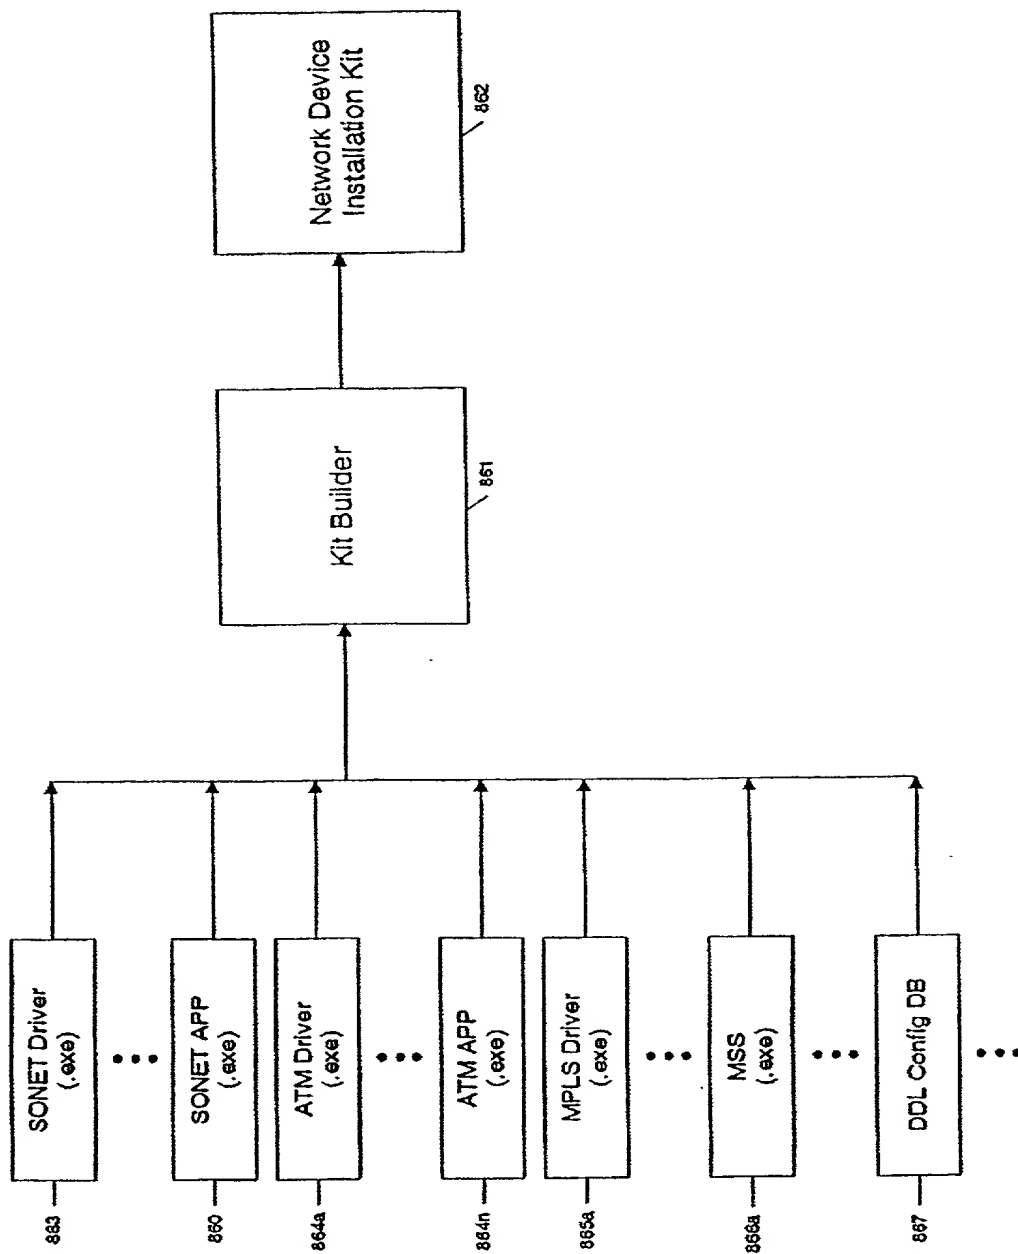 863
SONET Driver
(.exe)
860
SONET APP
(.exe)
864a
ATM Driver
(.exe)
864n
ATM APP
(.exe)
865a
MPLS Driver
(.exe)
866a
MSS
(.exe)
867
DDL Config DB
Kit Builder
861
Network Device
Installation Kit
862